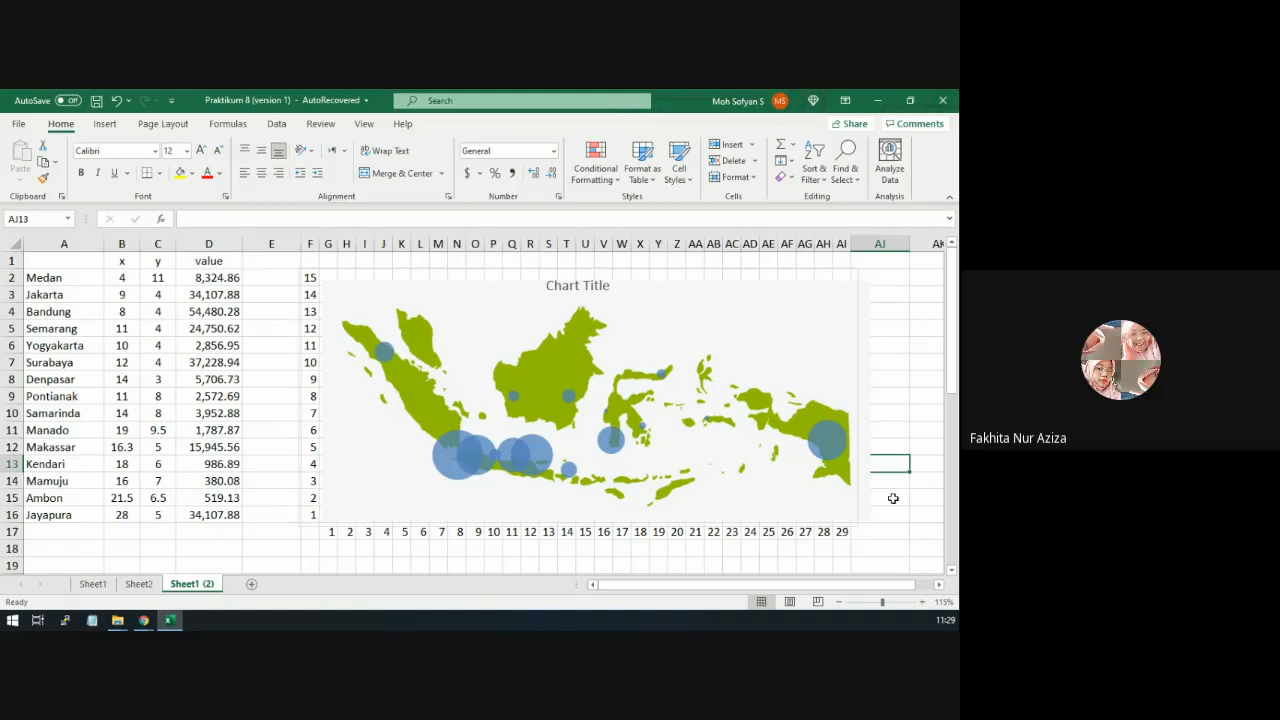 AutoSave Off Praktikum 8 (version 1) - AutoRecovered Search Moh Sofyan S MS
File Home Insert Page Layout Formulas Data Review View Help Share Comments
Calibri 12 Wrap Text General Insert
Paste B I U A Merge & Center $ % Conditional Formatting Format as Table Cell Styles Delete Format Sort & Filter Find & Select Analyze Data
Clipboard Font Alignment Number Styles Cells Editing Analysis
AJ13 fx
A B C D E F G H I J K L M N O P Q R S T U V W X Y Z AA AB AC AD AE AF AG AH AI AJ AK
1 x y value
2 Medan 4 11 8,324.86 15
Chart Title
3 Jakarta 9 4 34,107.88 14
4 Bandung 8 4 54,480.28 13
5 Semarang 11 4 24,750.62 12
6 Yogyakarta 10 4 2,856.95 11
7 Surabaya 12 4 37,228.94 10
8 Denpasar 14 3 5,706.73 9
9 Pontianak 11 8 2,572.69 8
10 Samarinda 14 8 3,952.88 7
11 Manado 19 9.5 1,787.87 6
12 Makassar 16.3 5 15,945.56 5
13 Kendari 18 6 986.89 4
14 Mamuju 16 7 380.08 3
15 Ambon 21.5 6.5 519.13 2
16 Jayapura 28 5 34,107.88 1
17 1 2 3 4 5 6 7 8 9 10 11 12 13 14 15 16 17 18 19 20 21 22 23 24 25 26 27 28 29
18
19
Sheet1 Sheet2 Sheet1 (2)
Ready 115%
11:29
Fakhita Nur Aziza